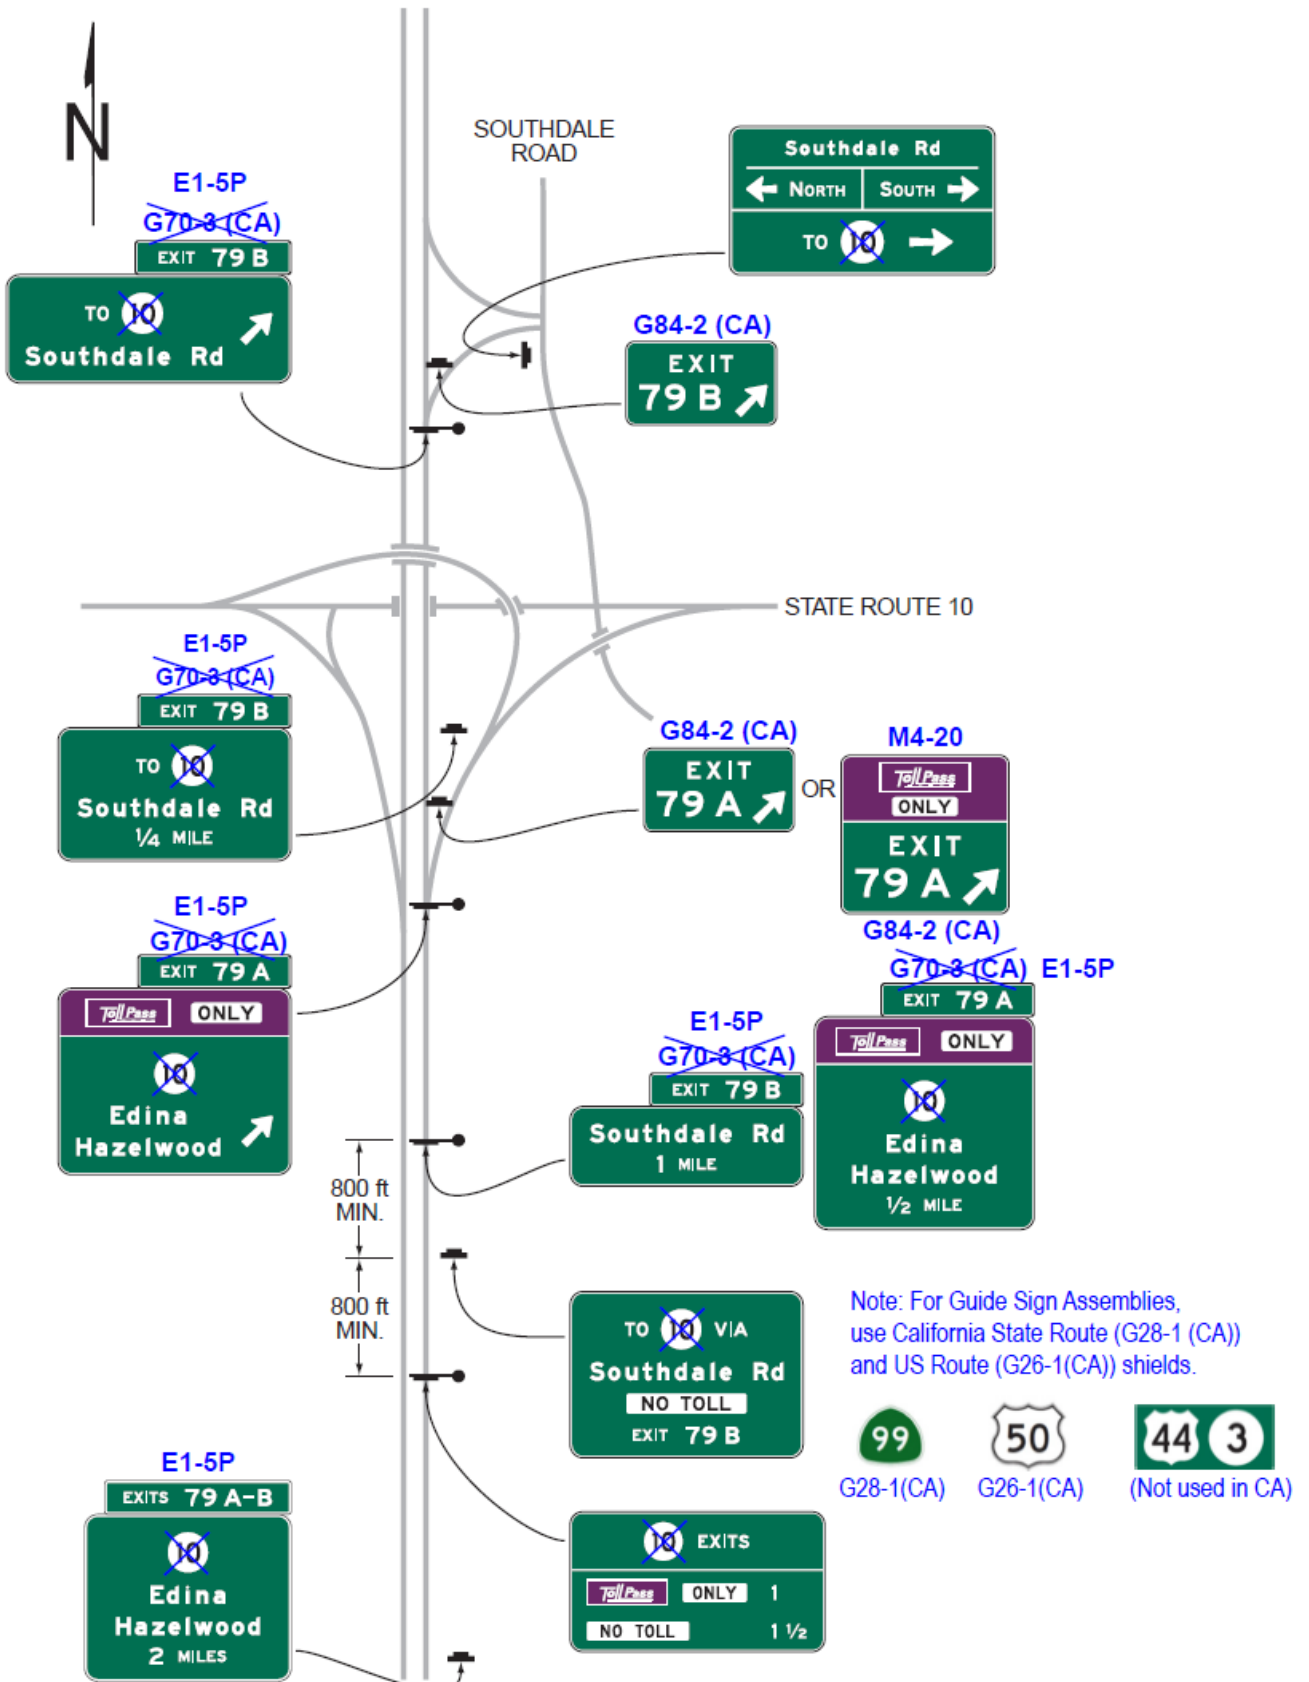 N
SOUTHDALE
ROAD
Southdale Rd
NORTH SOUTH
TO 10
E1-5P
G70-3 (CA)
EXIT 79 B
TO 10
Southdale Rd
G84-2 (CA)
EXIT
79 B
STATE ROUTE 10
E1-5P
G70-3 (CA)
EXIT 79 B
TO 10
Southdale Rd
1/4 MILE
G84-2 (CA)
EXIT
79 A
OR
M4-20
TollPass
ONLY
EXIT
79 A
G84-2 (CA)
E1-5P
G70-3 (CA)
EXIT 79 A
TollPass ONLY
10
Edina
Hazelwood
G70-3 (CA) E1-5P
EXIT 79 A
TollPass ONLY
10
Edina
Hazelwood
1/2 MILE
E1-5P
G70-3 (CA)
EXIT 79 B
Southdale Rd
1 MILE
800 ft
MIN.
800 ft
MIN.
TO 10 VIA
Southdale Rd
NO TOLL
EXIT 79 B
Note: For Guide Sign Assemblies,
use California State Route (G28-1 (CA))
and US Route (G26-1(CA)) shields.
99 50 44 3
G28-1(CA) G26-1(CA) (Not used in CA)
E1-5P
EXITS 79 A-B
10
Edina
Hazelwood
2 MILES
10 EXITS
TollPass ONLY 1
NO TOLL 1 1/2